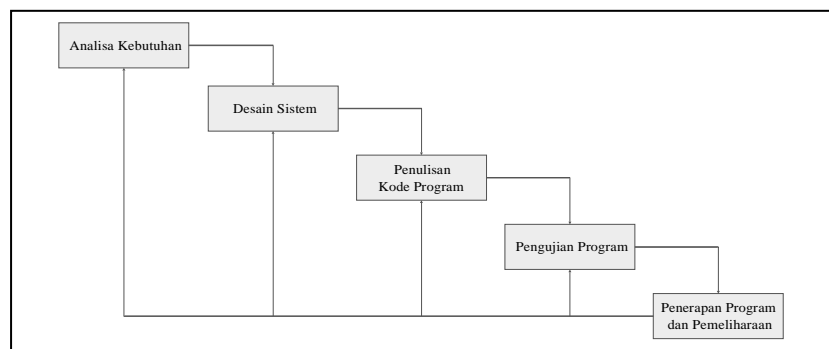 Analisa Kebutuhan
Desain Sistem
Penulisan
Kode Program
Pengujian Program
Penerapan Program
dan Pemeliharaan